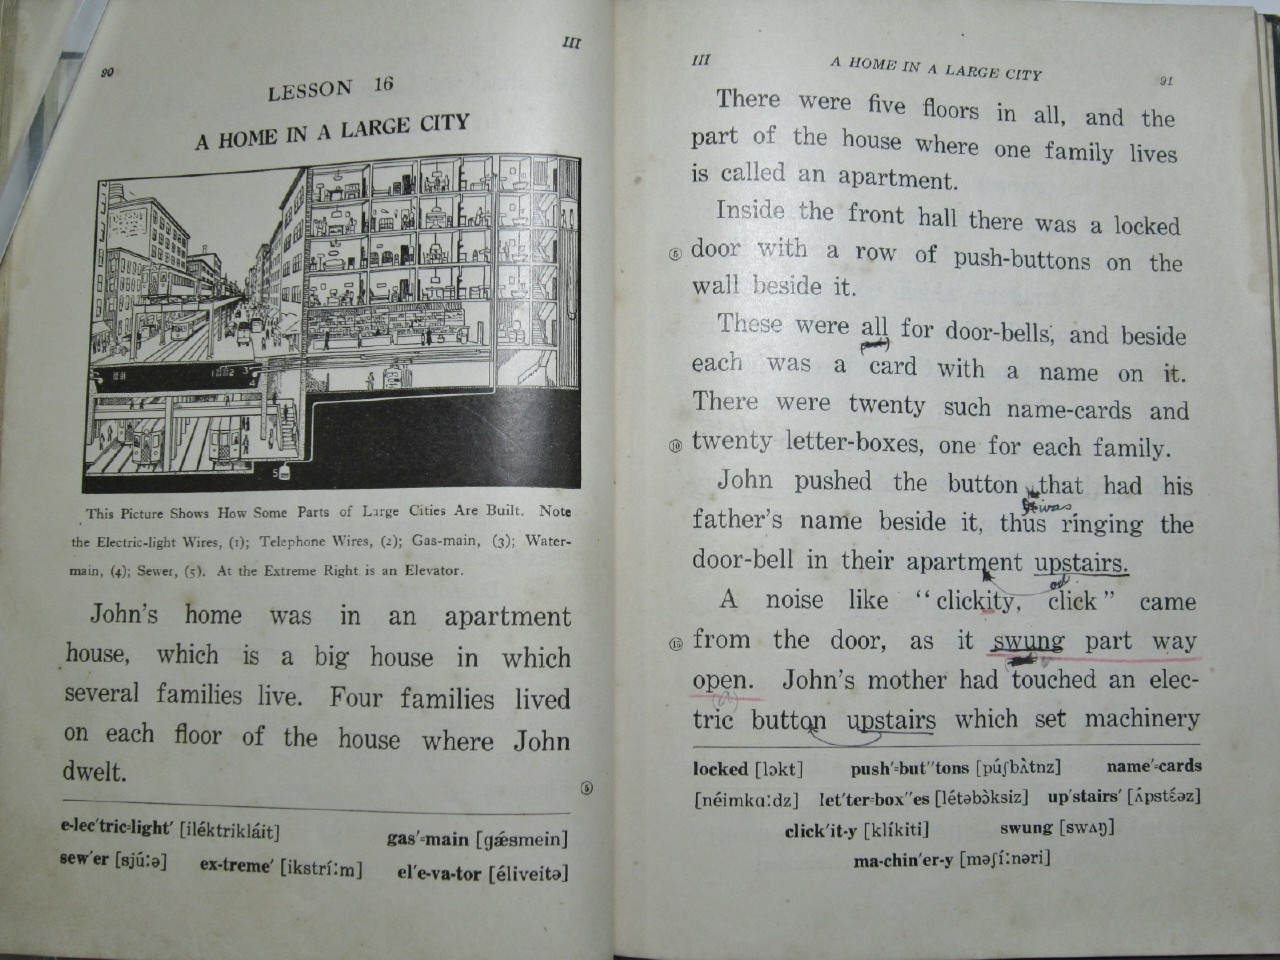 90
III
LESSON 16
A HOME IN A LARGE CITY
This Picture Shows How Some Parts of Large Cities Are Built. Note
the Electric-light Wires, (1); Telephone Wires, (2); Gas-main, (3); Water-
main, (4); Sewer, (5). At the Extreme Right is an Elevator.
John's home was in an apartment
house, which is a big house in which
several families live. Four families lived
on each floor of the house where John
dwelt.
⑤
e-lec′tric-light′ [iléktrikláit] gas′=main [gǽsmein]
sew′er [sjú:ə] ex-treme′ [ikstrí:m] el′e-va-tor [éliveitə]
III A HOME IN A LARGE CITY 91
There were five floors in all, and the
part of the house where one family lives
is called an apartment.
Inside the front hall there was a locked
⑤ door with a row of push-buttons on the
wall beside it.
These were all for door-bells, and beside
each was a card with a name on it.
There were twenty such name-cards and
⑩ twenty letter-boxes, one for each family.
John pushed the button that had his
was
father's name beside it, thus ringing the
door-bell in their apartment upstairs.
A noise like "clickity, click" came
⑮ from the door, as it swung part way
open. John's mother had touched an elec-
tric button upstairs which set machinery
locked [lɔkt] push′=but″tons [púʃbʌ̀tnz] name′=cards
[néimkɑ:dz] let′ter=box″es [létəbɔ̀ksiz] up′stairs′ [ʌ́pstɛ́əz]
click′it-y [klíkiti] swung [swʌŋ]
ma-chin′er-y [məʃí:nəri]